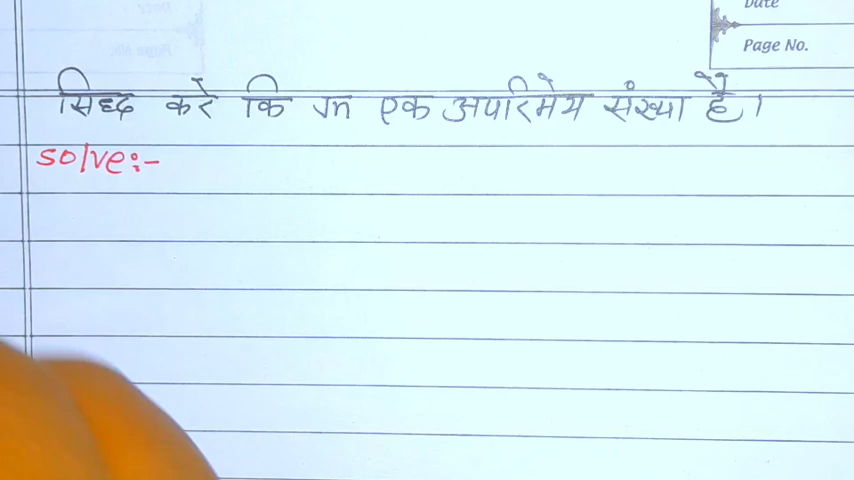 Date
Page No.
सिद्ध करे कि √n एक अपरिमेय संख्या है।
solve:-